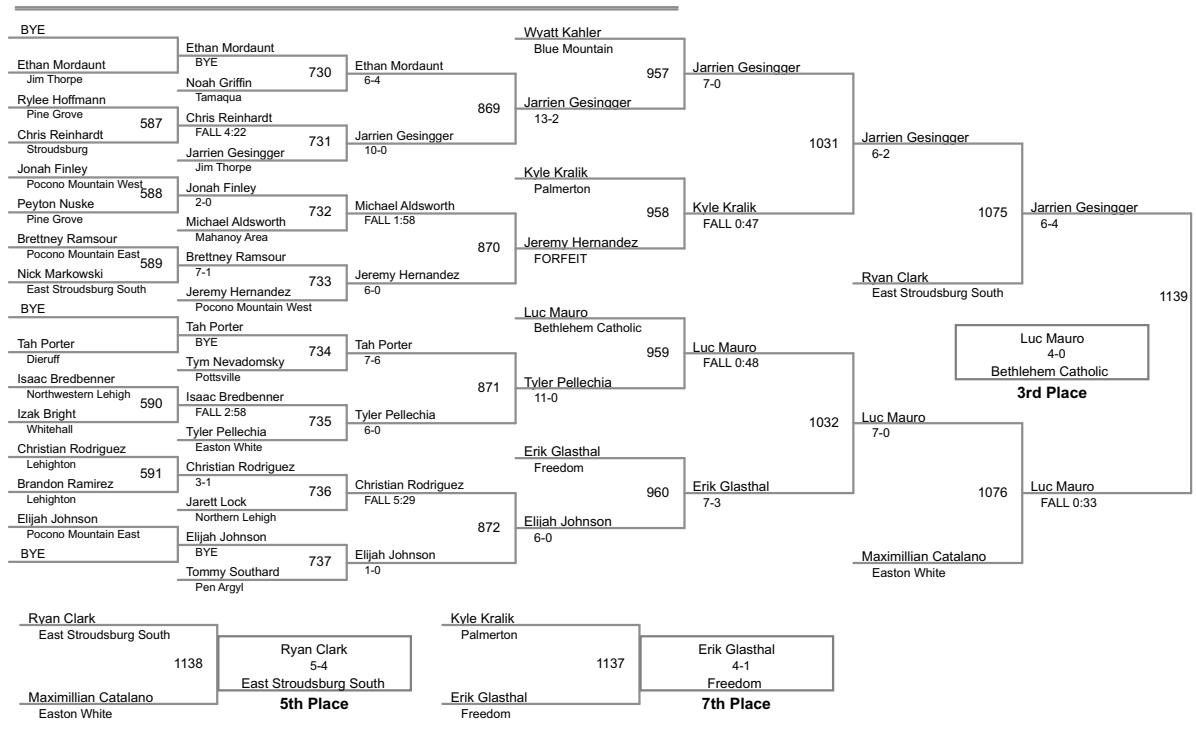 BYE
Ethan Mordaunt
Jim Thorpe
Rylee Hoffmann
Pine Grove
587
Chris Reinhardt
Stroudsburg
Jonah Finley
Pocono Mountain West
588
Peyton Nuske
Pine Grove
Brettney Ramsour
Pocono Mountain East
589
Nick Markowski
East Stroudsburg South
BYE
Tah Porter
Dieruff
Isaac Bredbenner
Northwestern Lehigh
590
Izak Bright
Whitehall
Christian Rodriguez
Lehighton
591
Brandon Ramirez
Lehighton
Elijah Johnson
Pocono Mountain East
BYE
Ethan Mordaunt
BYE
730
Noah Griffin
Tamaqua
Chris Reinhardt
FALL 4:22
731
Jarrien Gesingger
Jim Thorpe
Jonah Finley
2-0
732
Michael Aldsworth
Mahanoy Area
Brettney Ramsour
7-1
733
Jeremy Hernandez
Pocono Mountain West
Tah Porter
BYE
734
Tym Nevadomsky
Pottsville
Isaac Bredbenner
FALL 2:58
735
Tyler Pellechia
Easton White
Christian Rodriguez
3-1
736
Jarett Lock
Northern Lehigh
Elijah Johnson
BYE
737
Tommy Southard
Pen Argyl
Ethan Mordaunt
6-4
869
Jarrien Gesingger
10-0
Michael Aldsworth
FALL 1:58
870
Jeremy Hernandez
6-0
Tah Porter
7-6
871
Tyler Pellechia
6-0
Christian Rodriguez
FALL 5:29
872
Elijah Johnson
1-0
Wyatt Kahler
Blue Mountain
957
Jarrien Gesingger
13-2
Kyle Kralik
Palmerton
958
Jeremy Hernandez
FORFEIT
Luc Mauro
Bethlehem Catholic
959
Tyler Pellechia
11-0
Erik Glasthal
Freedom
960
Elijah Johnson
6-0
Jarrien Gesingger
7-0
1031
Kyle Kralik
FALL 0:47
Luc Mauro
FALL 0:48
1032
Erik Glasthal
7-3
Jarrien Gesingger
6-2
1075
Ryan Clark
East Stroudsburg South
Luc Mauro
7-0
1076
Maximillian Catalano
Easton White
Jarrien Gesingger
6-4
1139
Luc Mauro
FALL 0:33
Luc Mauro
4-0
Bethlehem Catholic
3rd Place
Ryan Clark
East Stroudsburg South
1138
Maximillian Catalano
Easton White
Ryan Clark
5-4
East Stroudsburg South
5th Place
Kyle Kralik
Palmerton
1137
Erik Glasthal
Freedom
Erik Glasthal
4-1
Freedom
7th Place